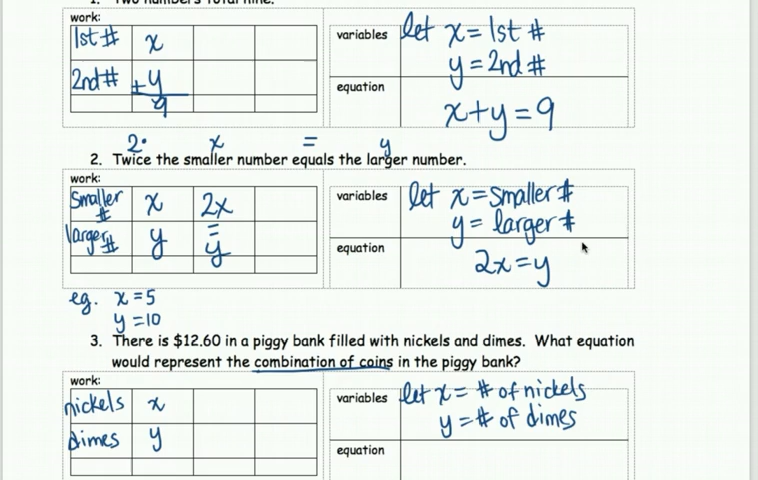 1. Two numbers total nine.
work:
1st # x
2nd # + y
9
variables let x = 1st #
y = 2nd #
equation
x + y = 9
2· x = y
2. Twice the smaller number equals the larger number.
work:
Smaller # x 2x
=
larger # y y
variables let x = smaller #
y = larger #
equation
2x = y
eg. x = 5
y = 10
3. There is $12.60 in a piggy bank filled with nickels and dimes. What equation
would represent the combination of coins in the piggy bank?
work:
nickels x
dimes y
variables let x = # of nickels
y = # of dimes
equation